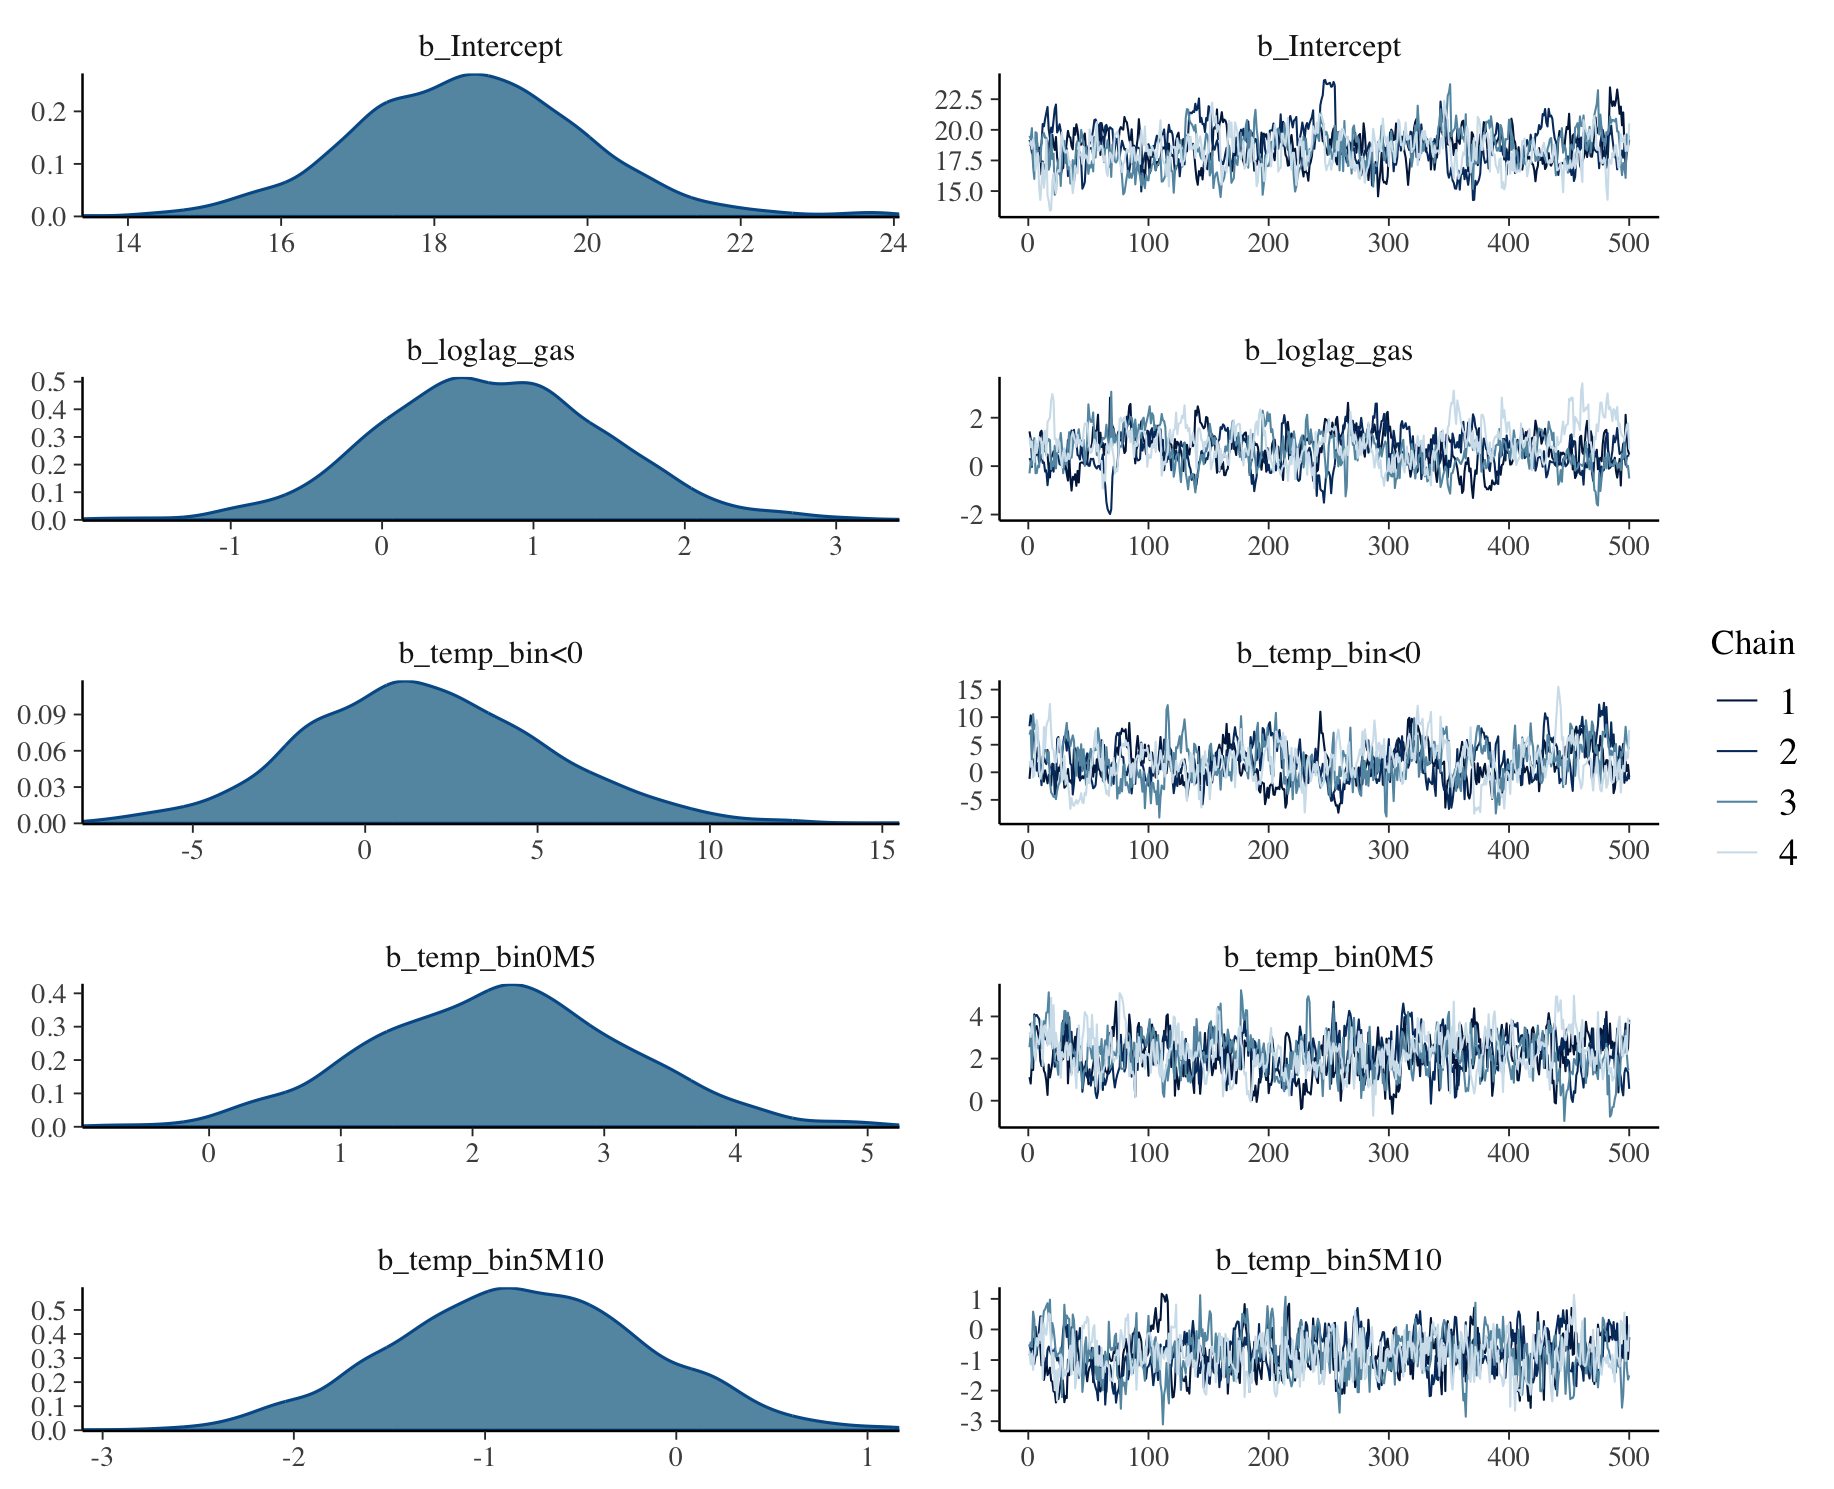 b_Intercept
0.2
0.1
0.0
14 16 18 20 22 24
b_Intercept
22.5
20.0
17.5
15.0
0 100 200 300 400 500
b_loglag_gas
0.5
0.4
0.3
0.2
0.1
0.0
-1 0 1 2 3
b_loglag_gas
2
0
-2
0 100 200 300 400 500
b_temp_bin<0
0.09
0.06
0.03
0.00
-5 0 5 10 15
b_temp_bin<0
15
10
5
0
-5
0 100 200 300 400 500
b_temp_bin0M5
0.4
0.3
0.2
0.1
0.0
0 1 2 3 4 5
b_temp_bin0M5
4
2
0
0 100 200 300 400 500
b_temp_bin5M10
0.5
0.4
0.3
0.2
0.1
0.0
-3 -2 -1 0 1
b_temp_bin5M10
1
0
-1
-2
-3
0 100 200 300 400 500
Chain
1
2
3
4